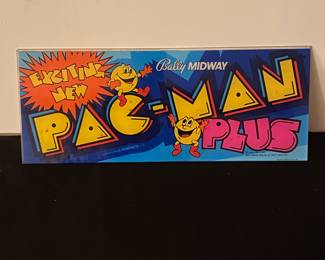 EXCITING
NEW
Bally MIDWAY
PAC-MAN
PLUS